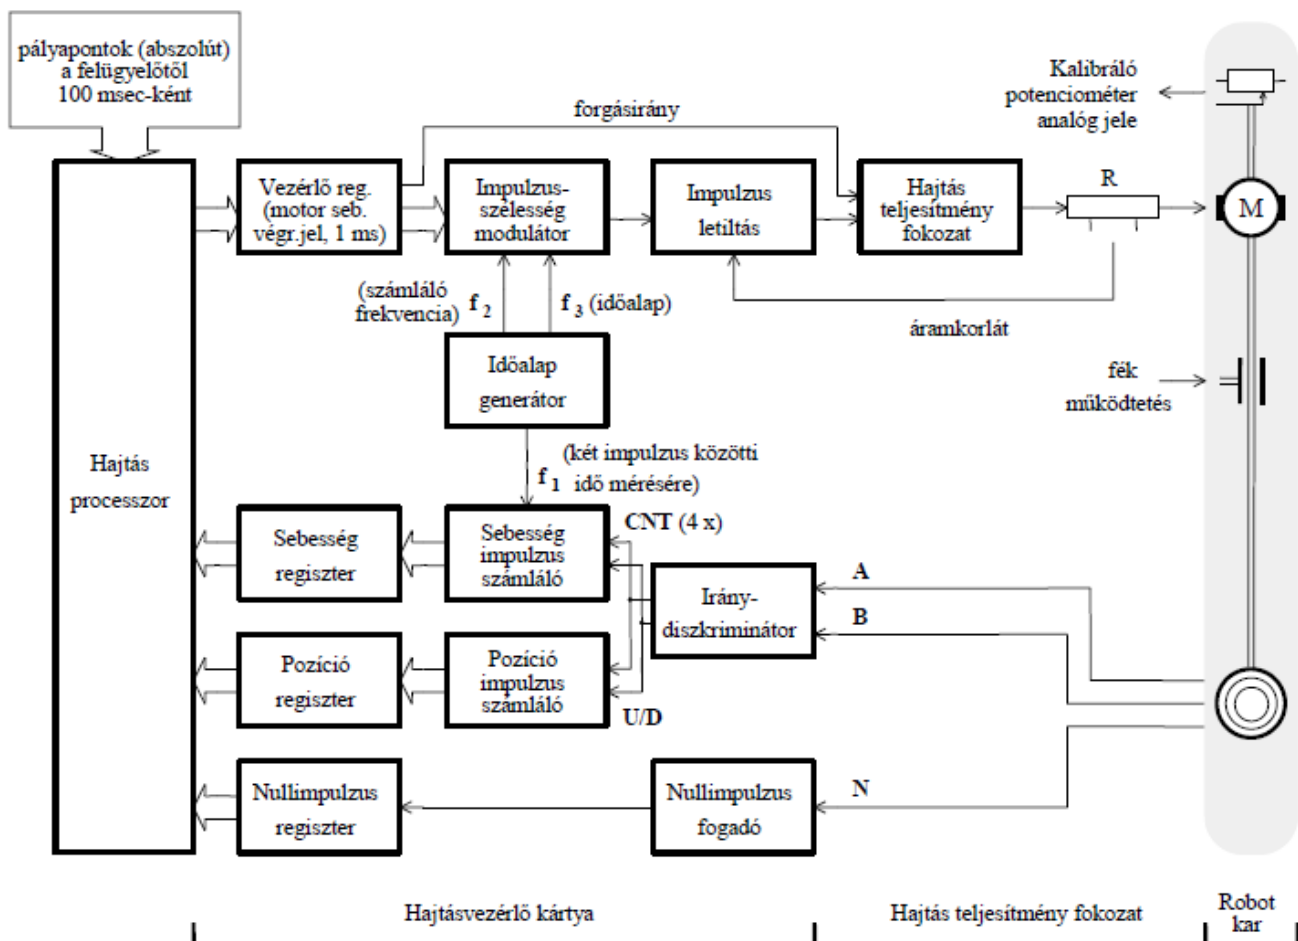 pályapontok (abszolút)
a felügyelőtől
100 msec-ként
Kalibráló
potenciométer
analóg jele
forgásirány
Vezérlő reg.
(motor seb.
végr.jel, 1 ms)
Impulzus-
szélesség
modulátor
Impulzus
letiltás
Hajtás
teljesítmény
fokozat
R
M
(számláló
frekvencia)
f 2
f 3 (időalap)
áramkorlát
Időalap
generátor
fék
működtetés
Hajtás
processzor
f 1
(két impulzus közötti
idő mérésére)
CNT (4 x)
Sebesség
regiszter
Sebesség
impulzus
számláló
Irány-
diszkriminátor
A
B
Pozíció
regiszter
Pozíció
impulzus
számláló
U/D
Nullimpulzus
regiszter
Nullimpulzus
fogadó
N
Hajtásvezérlő kártya
Hajtás teljesítmény fokozat
Robot
kar